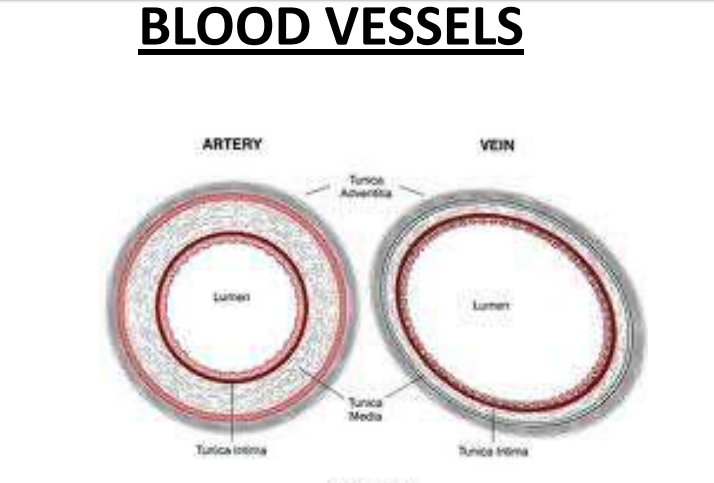 BLOOD VESSELS
ARTERY
VEIN
Tunica
Adventitia
Lumen
Lumen
Tunica
Media
Tunica Intima
Tunica Intima